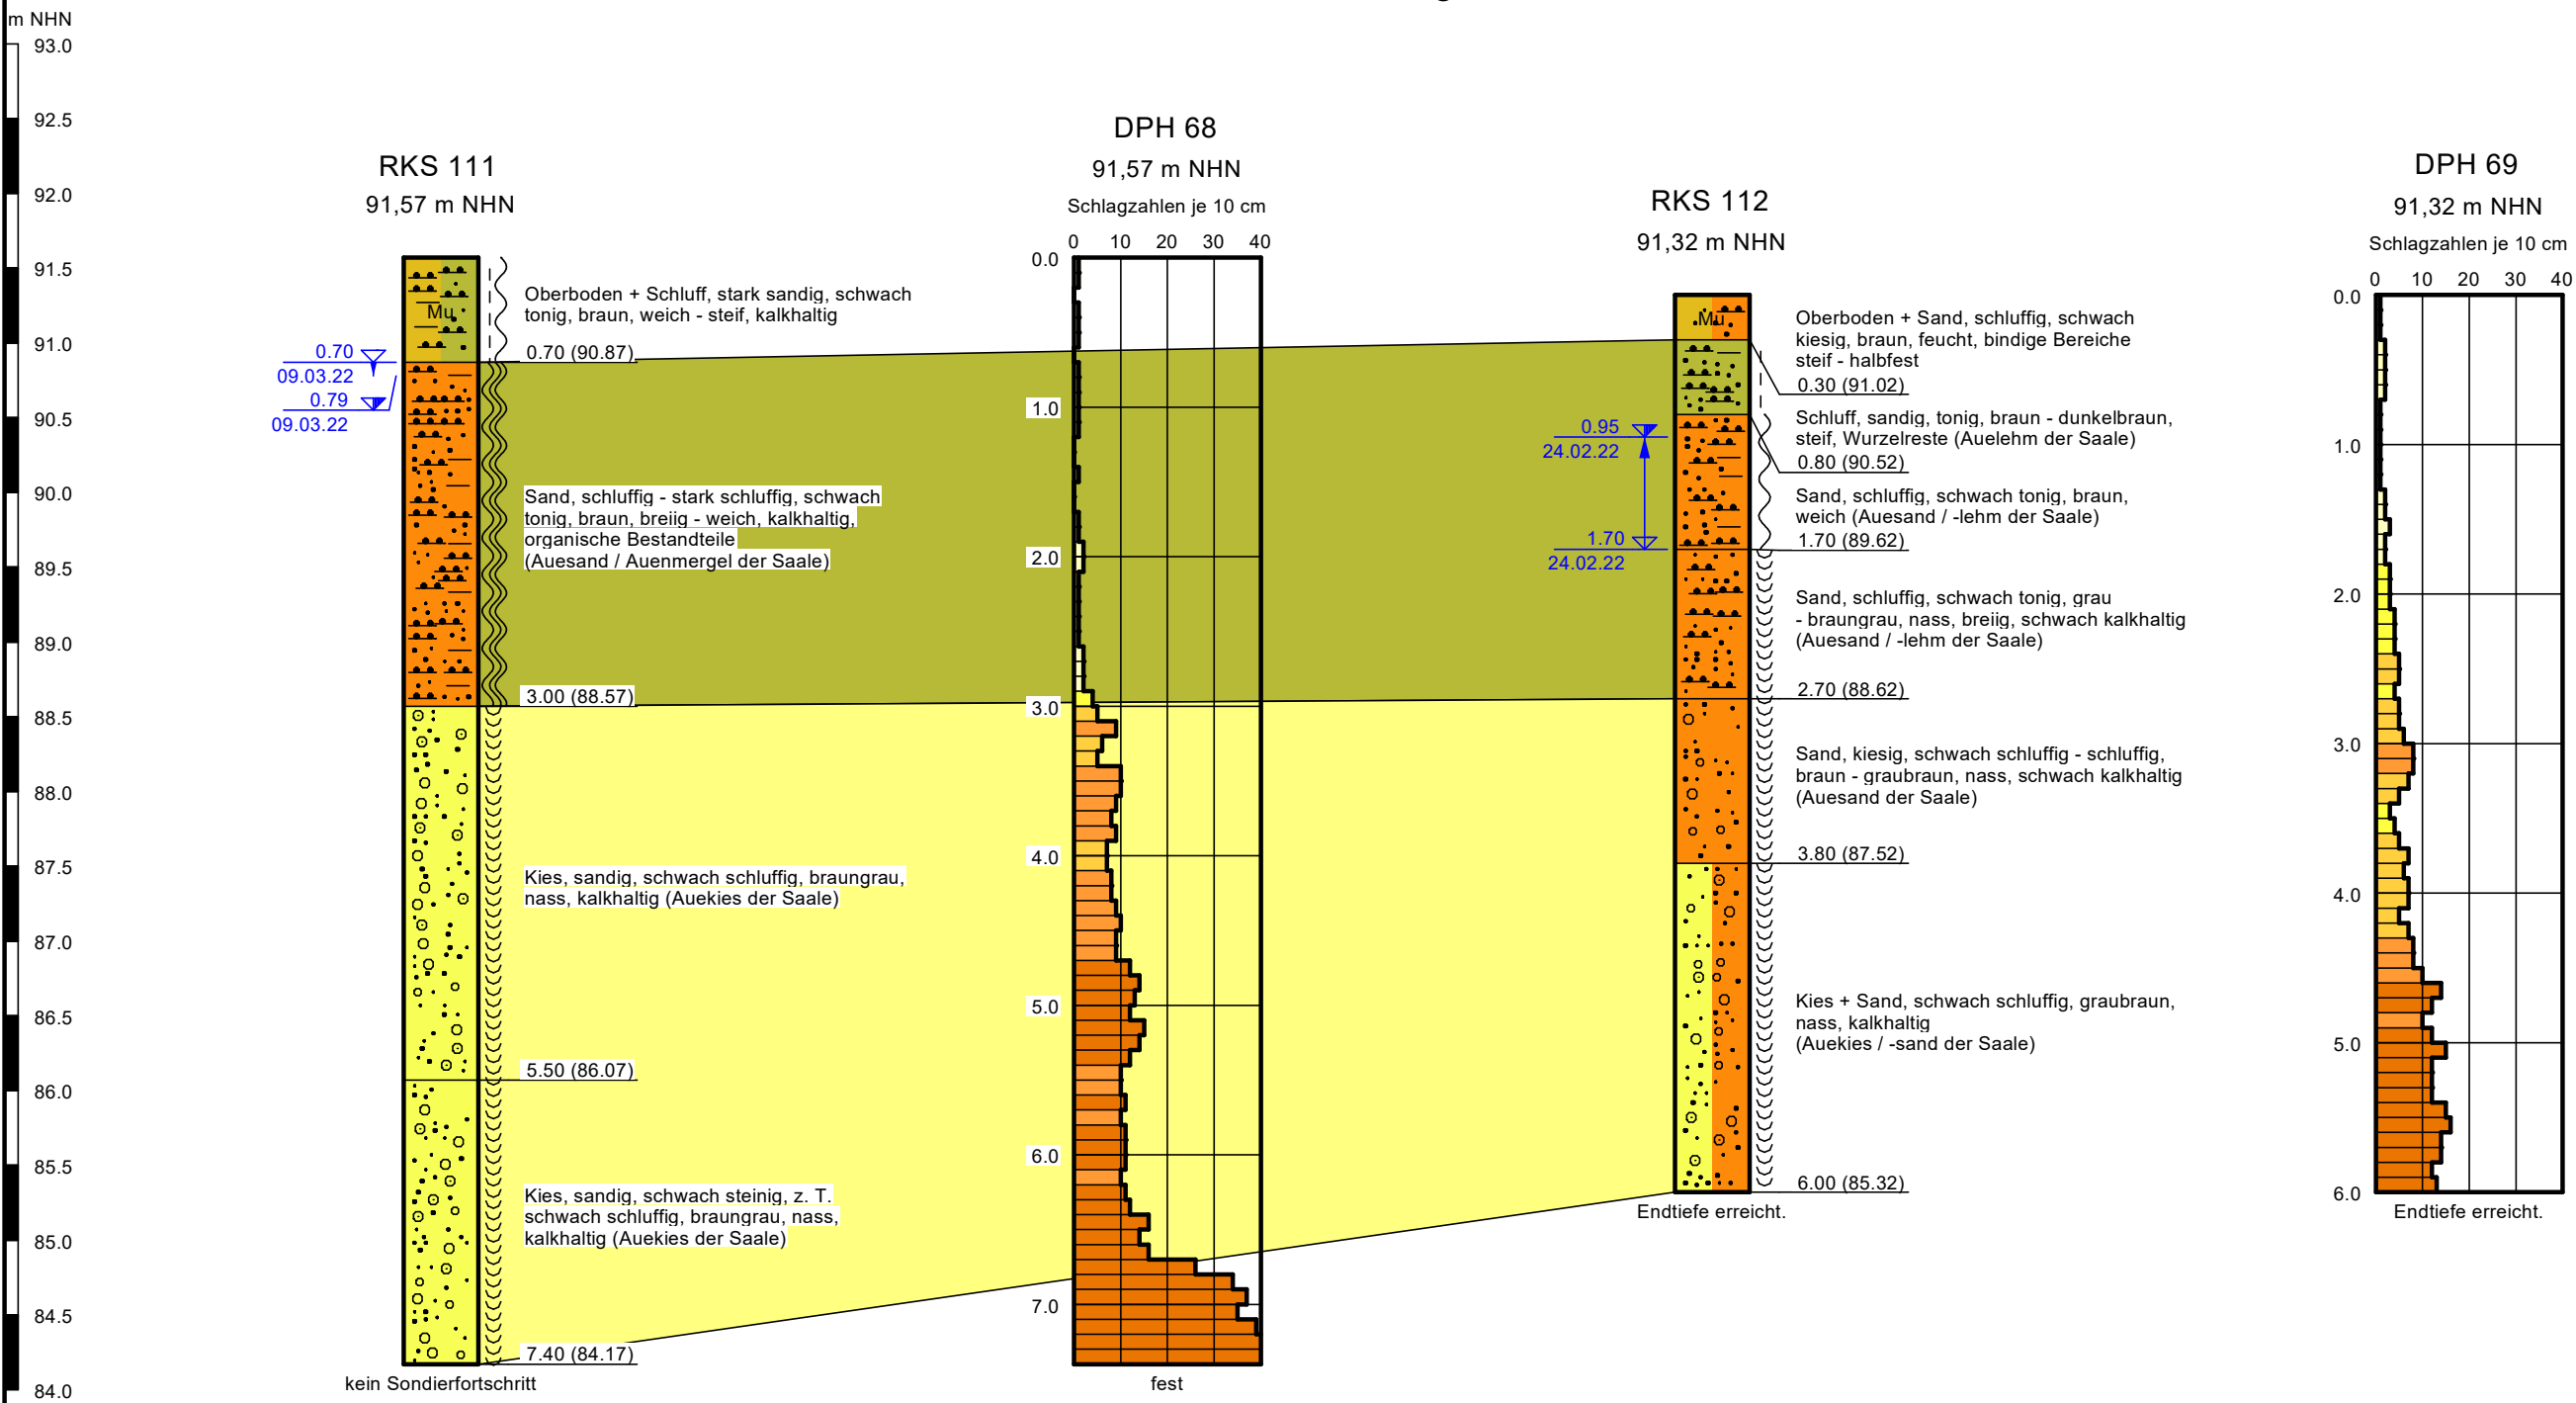 m NHN
93.0
92.5
92.0
91.5
91.0
90.5
90.0
89.5
89.0
88.5
88.0
87.5
87.0
86.5
86.0
85.5
85.0
84.5
84.0
RKS 111
91,57 m NHN
Mu
0.70
09.03.22
0.79
09.03.22
Oberboden + Schluff, stark sandig, schwach
tonig, braun, weich - steif, kalkhaltig
0.70 (90.87)
Sand, schluffig - stark schluffig, schwach
tonig, braun, breiig - weich, kalkhaltig,
organische Bestandteile
(Auesand / Auenmergel der Saale)
3.00 (88.57)
Kies, sandig, schwach schluffig, braungrau,
nass, kalkhaltig (Auekies der Saale)
5.50 (86.07)
Kies, sandig, schwach steinig, z. T.
schwach schluffig, braungrau, nass,
kalkhaltig (Auekies der Saale)
7.40 (84.17)
kein Sondierfortschritt
DPH 68
91,57 m NHN
Schlagzahlen je 10 cm
0 10 20 30 40
0.0
1.0
2.0
3.0
4.0
5.0
6.0
7.0
fest
RKS 112
91,32 m NHN
Mu
0.95
24.02.22
1.70
24.02.22
Oberboden + Sand, schluffig, schwach
kiesig, braun, feucht, bindige Bereiche
steif - halbfest
0.30 (91.02)
Schluff, sandig, tonig, braun - dunkelbraun,
steif, Wurzelreste (Auelehm der Saale)
0.80 (90.52)
Sand, schluffig, schwach tonig, braun,
weich (Auesand / -lehm der Saale)
1.70 (89.62)
Sand, schluffig, schwach tonig, grau
- braungrau, nass, breiig, schwach kalkhaltig
(Auesand / -lehm der Saale)
2.70 (88.62)
Sand, kiesig, schwach schluffig - schluffig,
braun - graubraun, nass, schwach kalkhaltig
(Auesand der Saale)
3.80 (87.52)
Kies + Sand, schwach schluffig, graubraun,
nass, kalkhaltig
(Auekies / -sand der Saale)
6.00 (85.32)
Endtiefe erreicht.
DPH 69
91,32 m NHN
Schlagzahlen je 10 cm
0 10 20 30 40
0.0
1.0
2.0
3.0
4.0
5.0
6.0
Endtiefe erreicht.